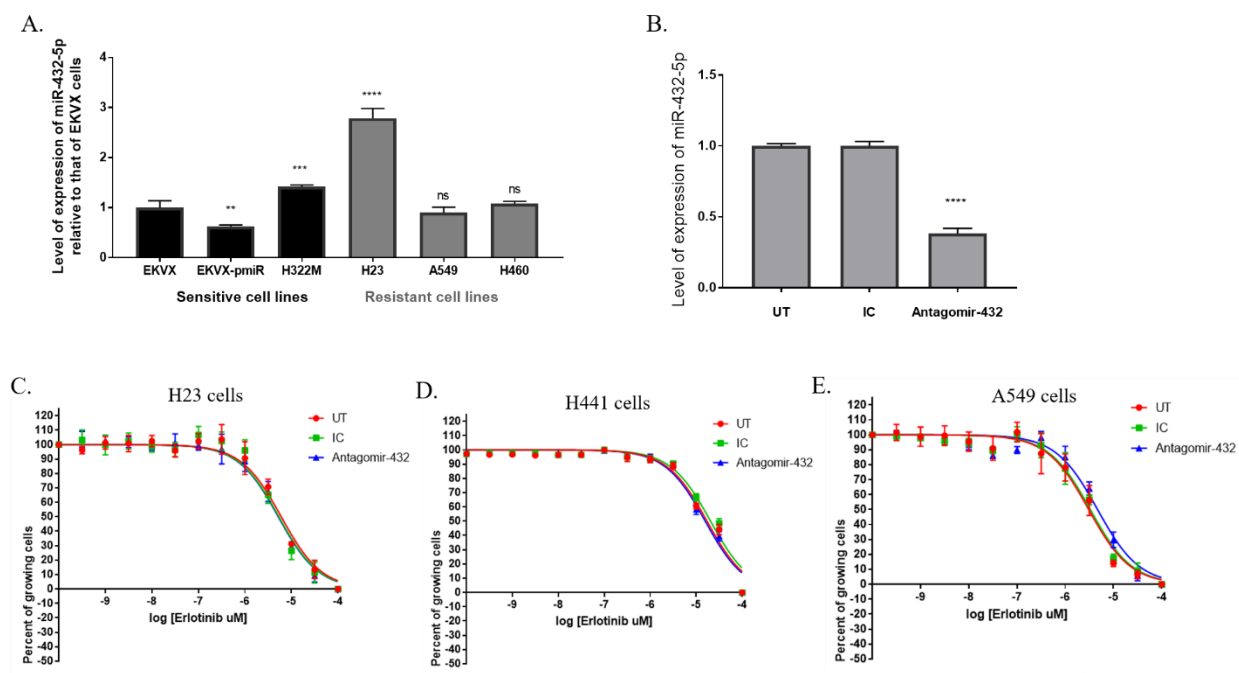 A.
Level of expression of miR-432-5p
relative to that of EKVX cells
4
3
2
1
0
** *** **** ns ns
EKVX EKVX-pmiR H322M H23 A549 H460
Sensitive cell lines Resistant cell lines
B.
Level of expression of miR-432-5p
1.5
1.0
0.5
0.0
****
UT IC Antagomir-432
C.
H23 cells
Percent of growing cells
120
110
100
90
80
70
60
50
40
30
20
10
0
-10
-20
-30
-40
-50
-9 -8 -7 -6 -5 -4
log [Erlotinib uM]
UT
IC
Antagomir-432
D.
H441 cells
Percent of growing cells
120
110
100
90
80
70
60
50
40
30
20
10
0
-10
-20
-30
-40
-50
-9 -8 -7 -6 -5 -4
log [Erlotinib uM]
UT
IC
Antagomir-432
E.
A549 cells
Percent of growing cells
120
110
100
90
80
70
60
50
40
30
20
10
0
-10
-20
-30
-40
-50
-9 -8 -7 -6 -5 -4
log [Erlotinib uM]
UT
IC
Antagomir-432